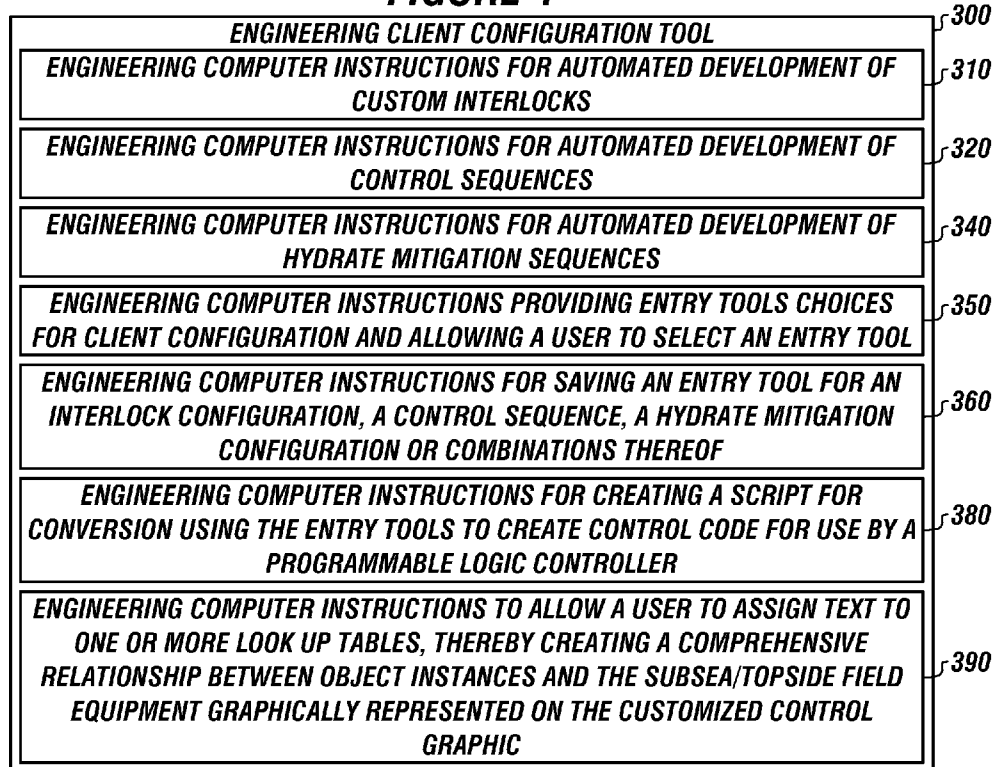 ENGINEERING CLIENT CONFIGURATION TOOL
300
ENGINEERING COMPUTER INSTRUCTIONS FOR AUTOMATED DEVELOPMENT OF
CUSTOM INTERLOCKS
310
ENGINEERING COMPUTER INSTRUCTIONS FOR AUTOMATED DEVELOPMENT OF
CONTROL SEQUENCES
320
ENGINEERING COMPUTER INSTRUCTIONS FOR AUTOMATED DEVELOPMENT OF
HYDRATE MITIGATION SEQUENCES
340
ENGINEERING COMPUTER INSTRUCTIONS PROVIDING ENTRY TOOLS CHOICES
FOR CLIENT CONFIGURATION AND ALLOWING A USER TO SELECT AN ENTRY TOOL
350
ENGINEERING COMPUTER INSTRUCTIONS FOR SAVING AN ENTRY TOOL FOR AN
INTERLOCK CONFIGURATION, A CONTROL SEQUENCE, A HYDRATE MITIGATION
CONFIGURATION OR COMBINATIONS THEREOF
360
ENGINEERING COMPUTER INSTRUCTIONS FOR CREATING A SCRIPT FOR
CONVERSION USING THE ENTRY TOOLS TO CREATE CONTROL CODE FOR USE BY A
PROGRAMMABLE LOGIC CONTROLLER
380
ENGINEERING COMPUTER INSTRUCTIONS TO ALLOW A USER TO ASSIGN TEXT TO
ONE OR MORE LOOK UP TABLES, THEREBY CREATING A COMPREHENSIVE
RELATIONSHIP BETWEEN OBJECT INSTANCES AND THE SUBSEA/TOPSIDE FIELD
EQUIPMENT GRAPHICALLY REPRESENTED ON THE CUSTOMIZED CONTROL
GRAPHIC
390